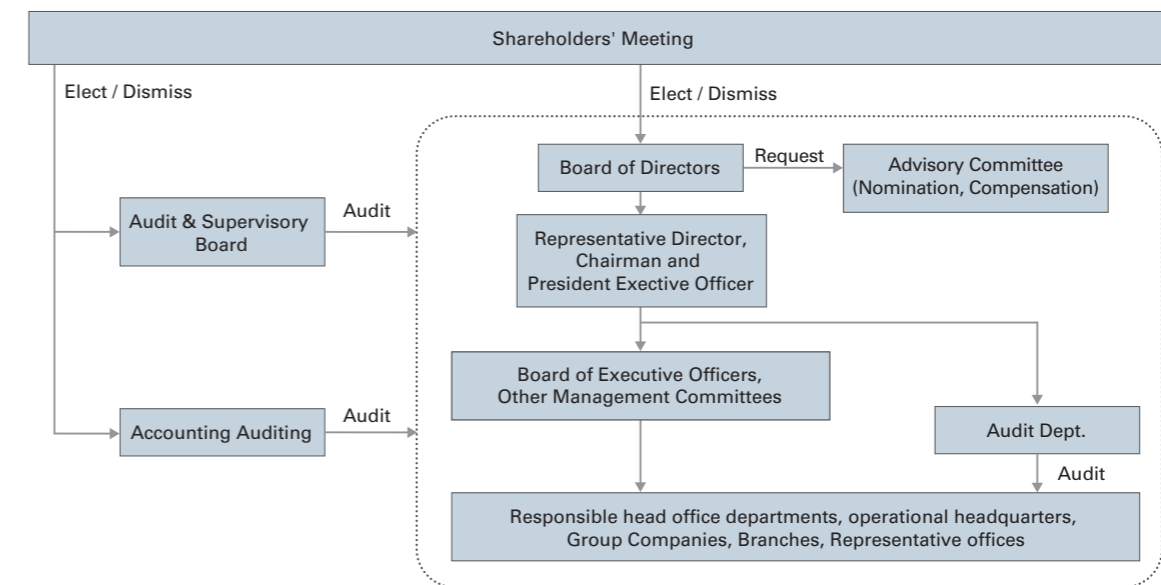 Shareholders' Meeting
Elect / Dismiss
Elect / Dismiss
Board of Directors
Request
Advisory Committee
(Nomination, Compensation)
Audit & Supervisory
Board
Audit
Representative Director,
Chairman and
President Exective Officer
Board of Executive Officers,
Other Management Committees
Accounting Auditing
Audit
Audit Dept.
Audit
Responsible head office departments, operational headquarters,
Group Companies, Branches, Representative offices